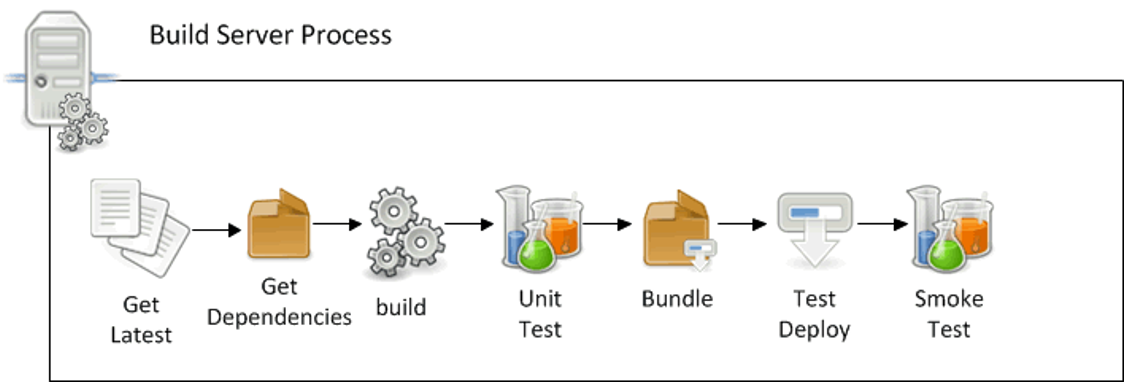 Build Server Process
Get
Latest
Get
Dependencies
build
Unit
Test
Bundle
Test
Deploy
Smoke
Test